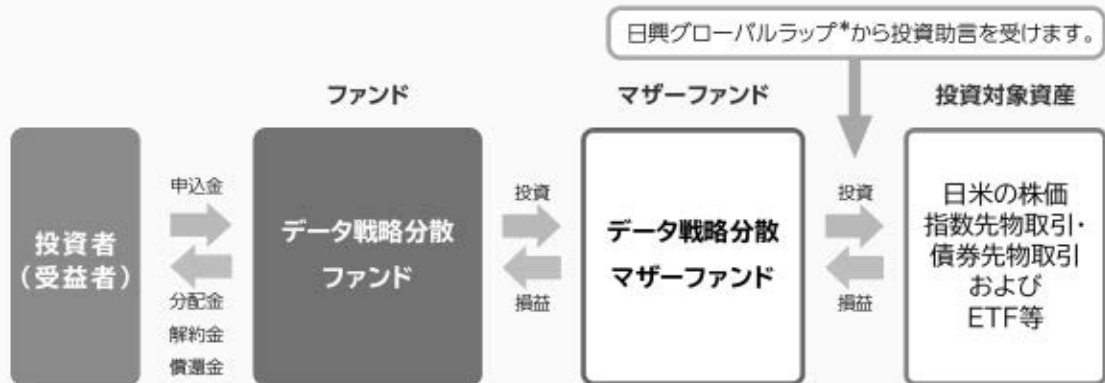 日興グローバルラップ*から投資助言を受けます。
ファンド
マザーファンド
投資対象資産
投資者
(受益者)
申込金
分配金
解約金
償還金
データ戦略分散
ファンド
投資
損益
データ戦略分散
マザーファンド
投資
損益
日米の株価
指数先物取引・
債券先物取引
および
ETF等